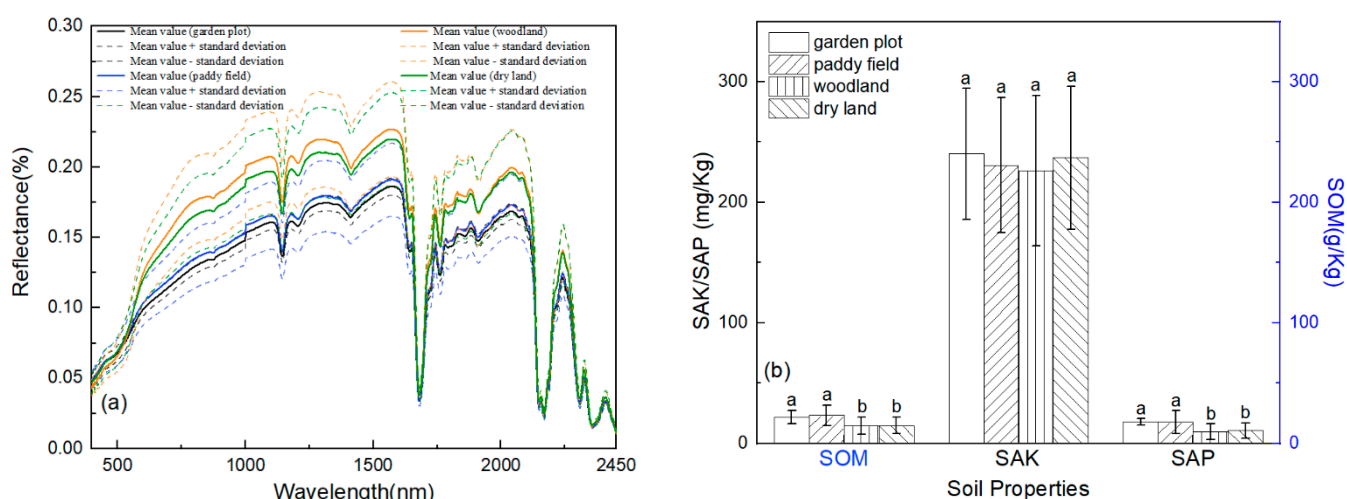 0.30
0.25
0.20
0.15
0.10
0.05
0.00
Reflectance(%)
Mean value (garden plot)
Mean value + standard deviation
Mean value - standard deviation
Mean value (paddy field)
Mean value + standard deviation
Mean value - standard deviation
Mean value (woodland)
Mean value + standard deviation
Mean value - standard deviation
Mean value (dry land)
Mean value + standard deviation
Mean value - standard deviation
(a)
500 1000 1500 2000 2450
Wavelength(nm)
300
200
100
0
SAK/SAP (mg/Kg)
garden plot
paddy field
woodland
dry land
a a a a
(b)
a a b b
a a b b
SOM SAK SAP
Soil Properties
300
200
100
0
SOM(g/Kg)